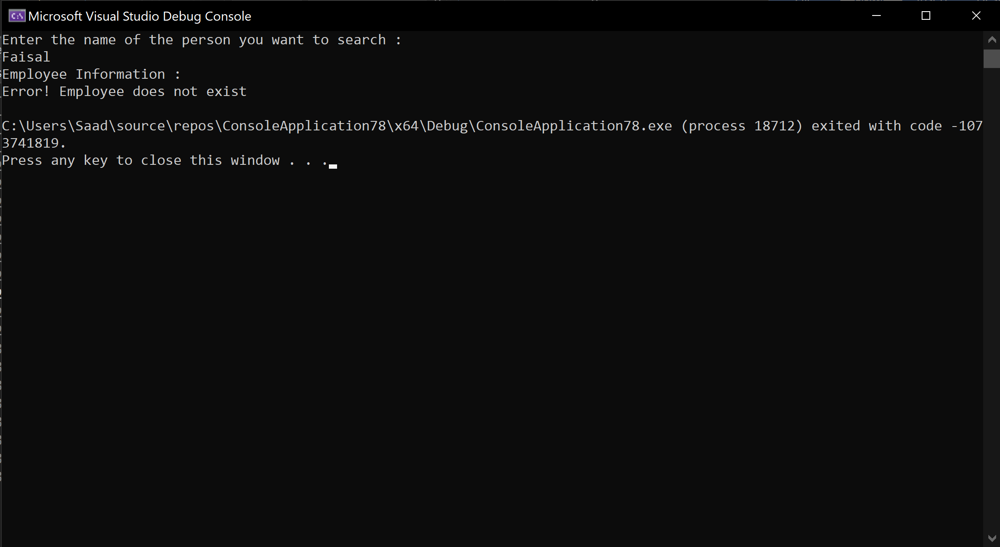 Microsoft Visual Studio Debug Console
Enter the name of the person you want to search :
Faisal
Employee Information :
Error! Employee does not exist
C:\Users\Saad\source\repos\ConsoleApplication78\x64\Debug\ConsoleApplication78.exe (process 18712) exited with code -107
3741819.
Press any key to close this window . . .